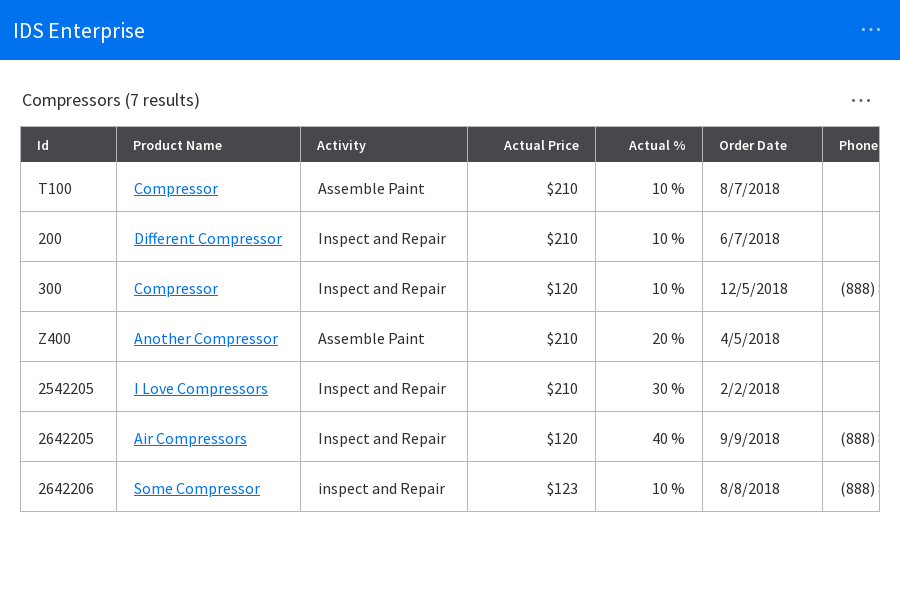 IDS Enterprise
Compressors (7 results)
Id Product Name Activity Actual Price Actual % Order Date Phone
T100 Compressor Assemble Paint $210 10 % 8/7/2018
200 Different Compressor Inspect and Repair $210 10 % 6/7/2018
300 Compressor Inspect and Repair $120 10 % 12/5/2018 (888)
Z400 Another Compressor Assemble Paint $210 20 % 4/5/2018
2542205 I Love Compressors Inspect and Repair $210 30 % 2/2/2018
2642205 Air Compressors Inspect and Repair $120 40 % 9/9/2018 (888)
2642206 Some Compressor inspect and Repair $123 10 % 8/8/2018 (888)